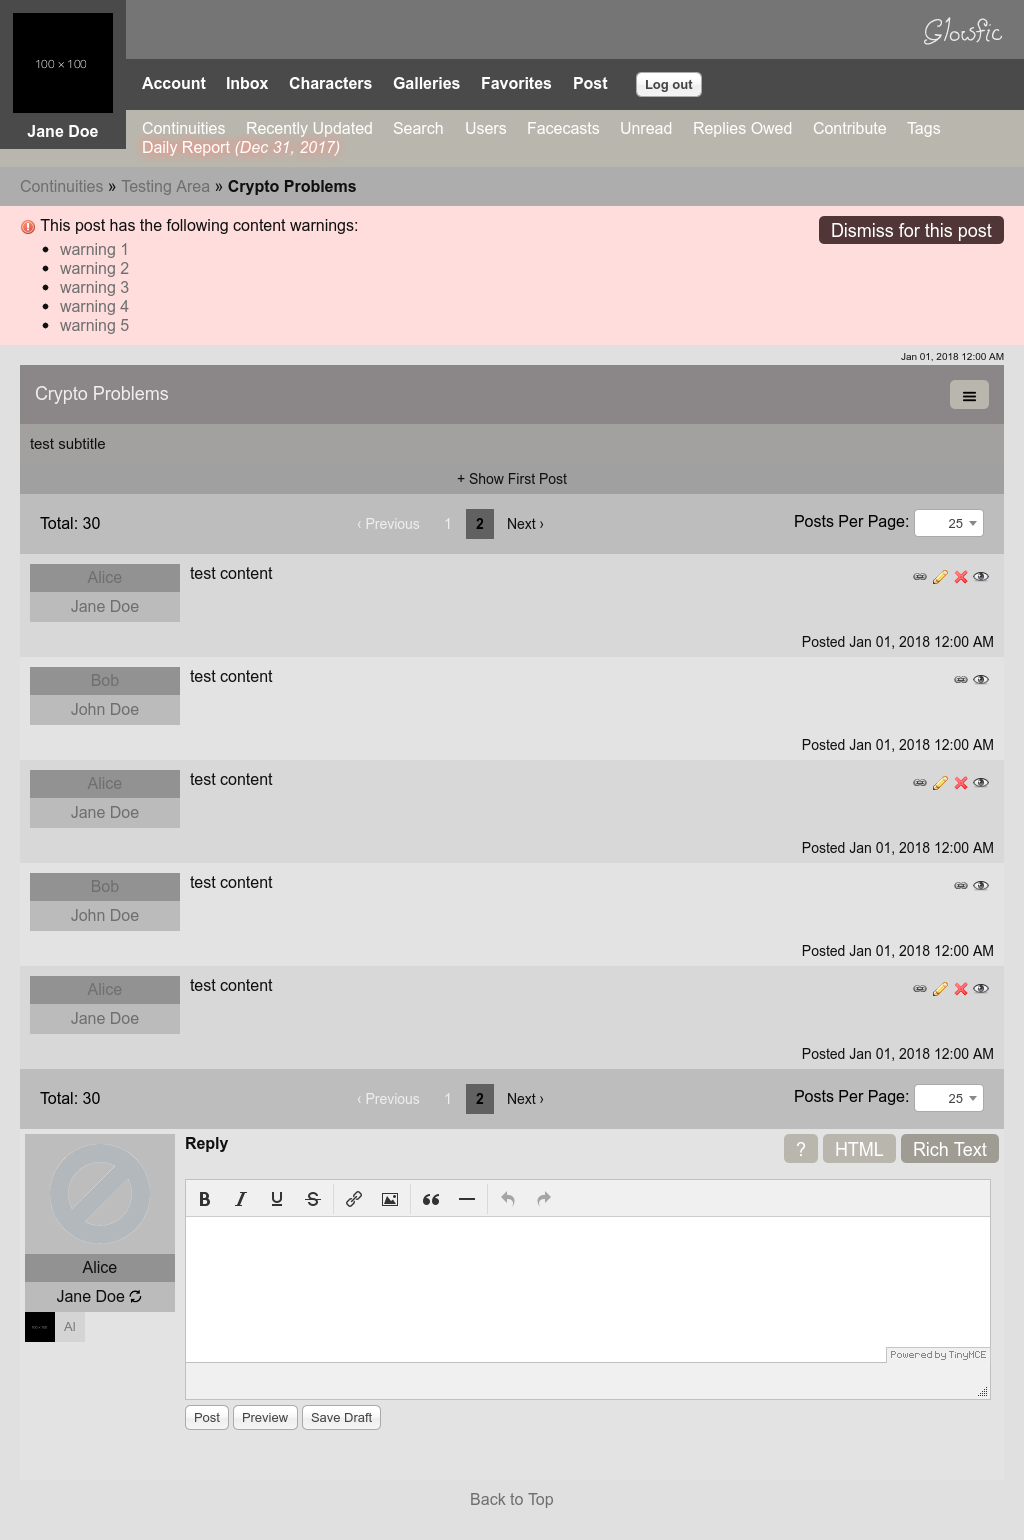 100 × 100
Glowfic
Account Inbox Characters Galleries Favorites Post Log out
Jane Doe
Continuities Recently Updated Search Users Facecasts Unread Replies Owed Contribute Tags
Daily Report (Dec 31, 2017)
Continuities » Testing Area » Crypto Problems
This post has the following content warnings:
Dismiss for this post
warning 1
warning 2
warning 3
warning 4
warning 5
Jan 01, 2018 12:00 AM
Crypto Problems
test subtitle
+ Show First Post
Total: 30 ‹ Previous 1 2 Next › Posts Per Page: 25
Alice
Jane Doe
test content
Posted Jan 01, 2018 12:00 AM
Bob
John Doe
test content
Posted Jan 01, 2018 12:00 AM
Alice
Jane Doe
test content
Posted Jan 01, 2018 12:00 AM
Bob
John Doe
test content
Posted Jan 01, 2018 12:00 AM
Alice
Jane Doe
test content
Posted Jan 01, 2018 12:00 AM
Total: 30 ‹ Previous 1 2 Next › Posts Per Page: 25
Reply ? HTML Rich Text
Alice
Jane Doe
Al
Powered by TinyMCE
Post Preview Save Draft
Back to Top